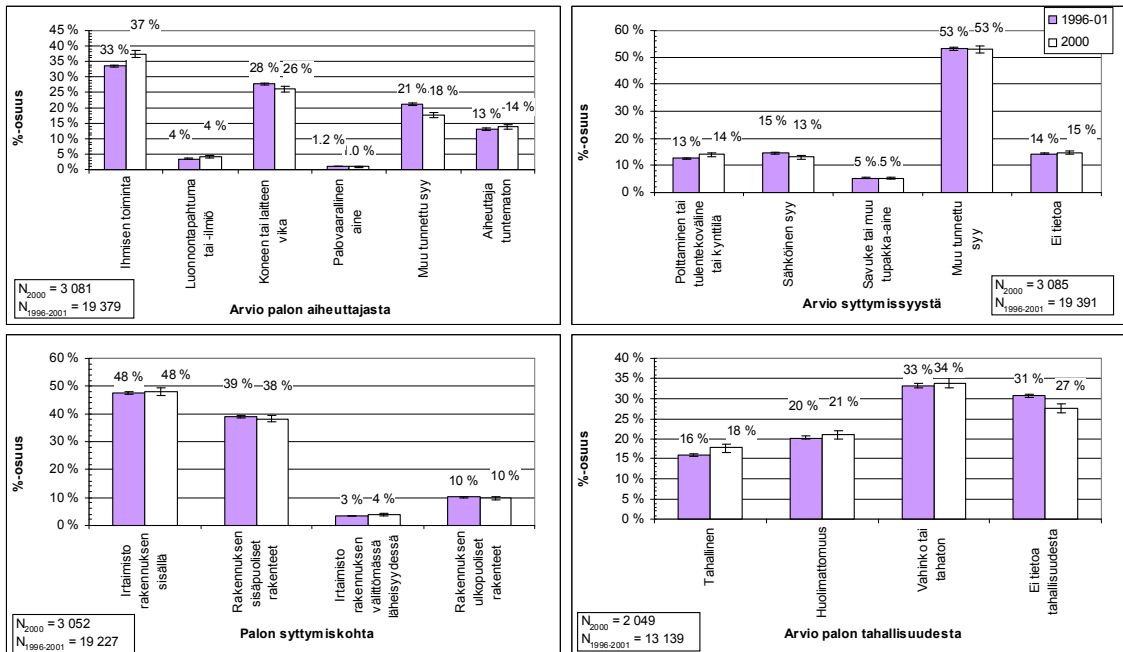 %-osuus
45 %
40 %
35 %
30 %
25 %
20 %
15 %
10 %
5 %
0 %
33 %
37 %
4 %
4 %
28 %
26 %
1.2 %
1.0 %
21 %
18 %
13 %
14 %
Ihmisen toiminta
Luonnontapahtuma
tai -ilmiö
Koneen tai laitteen
vika
Palovaarallinen
aine
Muu tunnettu syy
Aiheuttaja
tuntematon
N2000 = 3 081
N1996-2001 = 19 379
Arvio palon aiheuttajasta
%-osuus
60 %
50 %
40 %
30 %
20 %
10 %
0 %
13 %
14 %
15 %
13 %
5 %
5 %
53 %
53 %
14 %
15 %
1996-01
2000
Polttaminen tai
tulentekoväline
tai kynttilä
Sähköinen syy
Savuke tai muu
tupakka-aine
Muu tunnettu
syy
Ei tietoa
Arvio syttymissyystä
N2000 = 3 085
N1996-2001 = 19 391
%-osuus
60 %
50 %
40 %
30 %
20 %
10 %
0 %
48 %
48 %
39 %
38 %
3 %
4 %
10 %
10 %
Irtaimisto
rakennuksen
sisällä
Rakennuksen
sisäpuoliset
rakenteet
Irtaimisto
rakennuksen
välittömässä
läheisyydessä
Rakennuksen
ulkopuoliset
rakenteet
N2000 = 3 052
N1996-2001 = 19 227
Palon syttymiskohta
%-osuus
40 %
35 %
30 %
25 %
20 %
15 %
10 %
5 %
0 %
16 %
18 %
20 %
21 %
33 %
34 %
31 %
27 %
Tahallinen
Huolimattomuus
Vahinko tai
tahaton
Ei tietoa
tahallisuudesta
N2000 = 2 049
N1996-2001 = 13 139
Arvio palon tahallisuudesta